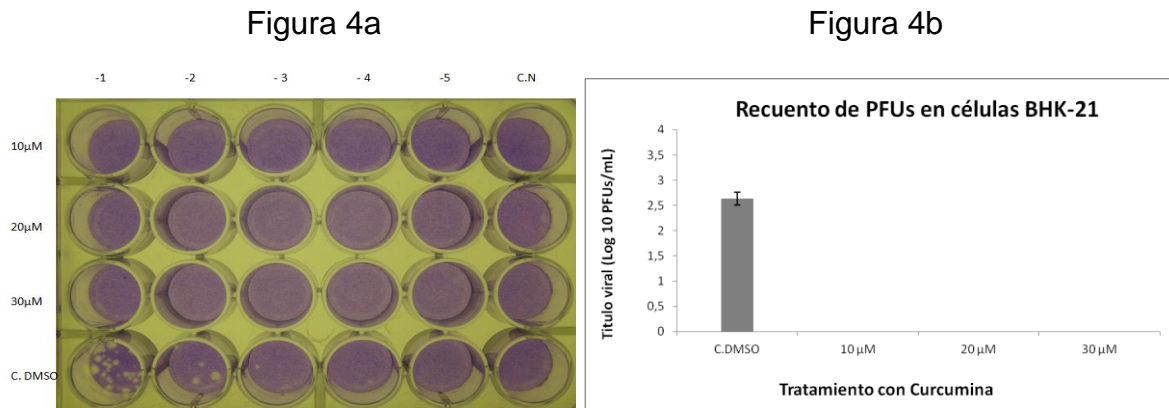 Figura 4a
-1 -2 - 3 - 4 -5 C.N
10µM
20µM
30µM
C. DMSO
Figura 4b
Recuento de PFUs en células BHK-21
Titulo viral (Log 10 PFUs/mL)
4
3,5
3
2,5
2
1,5
1
0,5
0
C.DMSO 10 µM 20 µM 30 µM
Tratamiento con Curcumina